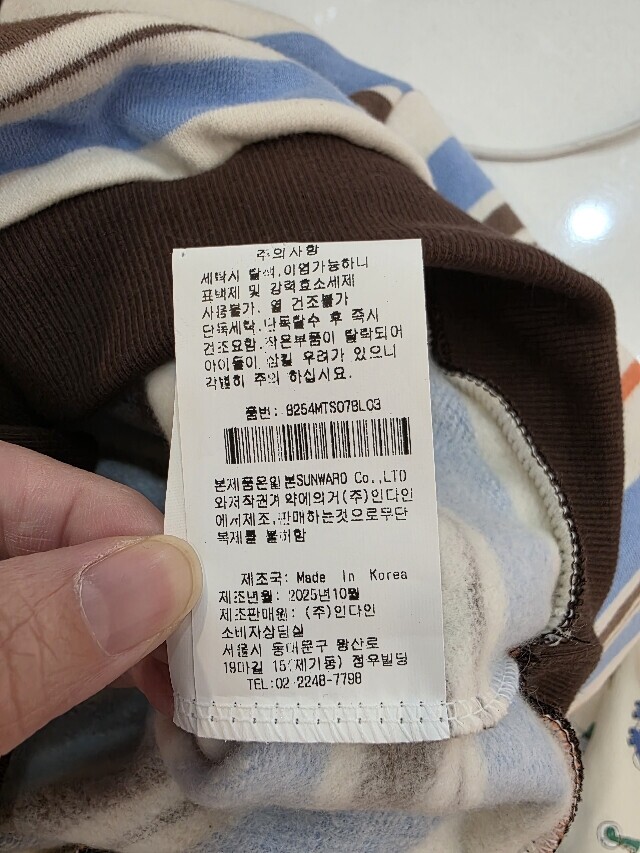 주의사항
세탁시 탈색,이염가능하니
표백제 및 강력효소세제
사용불가, 열 건조불가
단독세탁,단독탈수 후 즉시
건조요함.작은부품이 탈락되어
아이들이 삼킬 우려가 있으니
각별히 주의 하십시요.
품번: 8254MTS07BL03
본제품은일본SUNWARD Co.,LTD
와저작권계약에의거(주)인다인
에서제조,판매하는것으로무단
복제를 불허함
제조국: Made In Korea
제조년월: 2025년10월
제조판매원: (주)인다인
소비자상담실
서울시 동대문구 왕산로
19마길 15(제기동) 정우빌딩
TEL:02-2248-7798